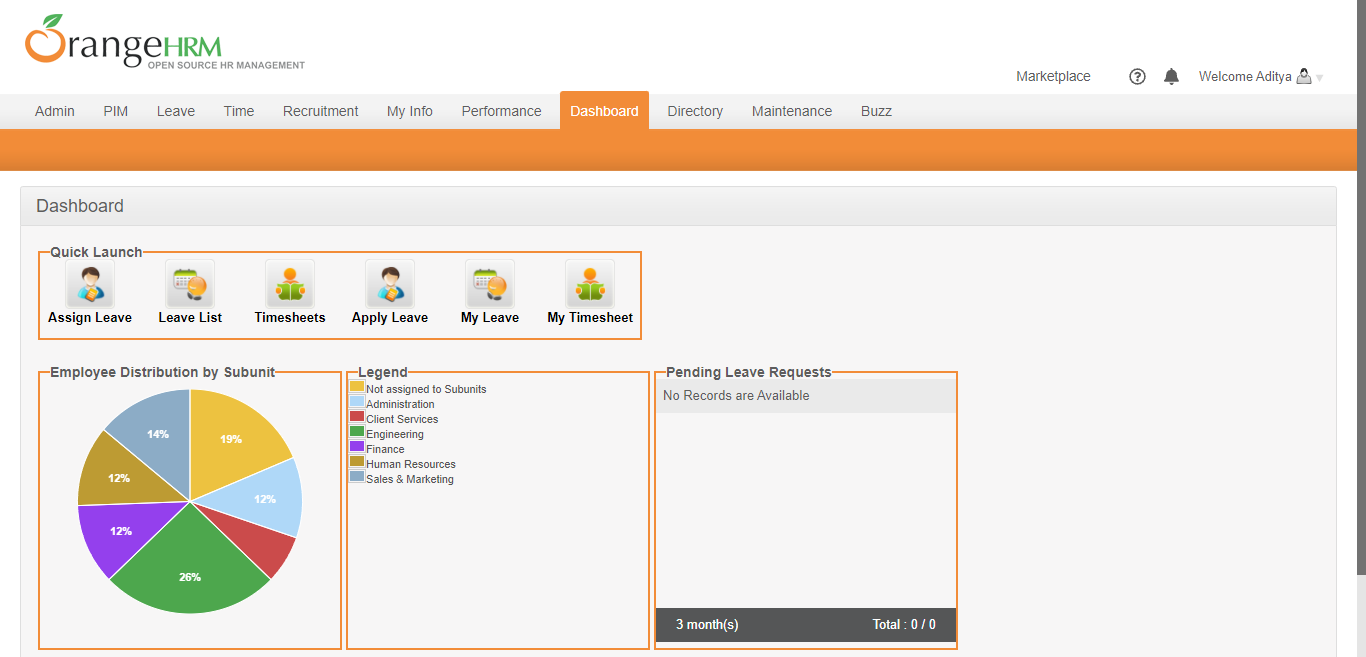 OrangeHRM
OPEN SOURCE HR MANAGEMENT
Marketplace ? Welcome Aditya
Admin PIM Leave Time Recruitment My Info Performance Dashboard Directory Maintenance Buzz
Dashboard
Quick Launch
Assign Leave Leave List Timesheets Apply Leave My Leave My Timesheet
Employee Distribution by Subunit
19%
12%
26%
12%
12%
14%
Legend
Not assigned to Subunits
Administration
Client Services
Engineering
Finance
Human Resources
Sales & Marketing
Pending Leave Requests
No Records are Available
3 month(s) Total : 0 / 0